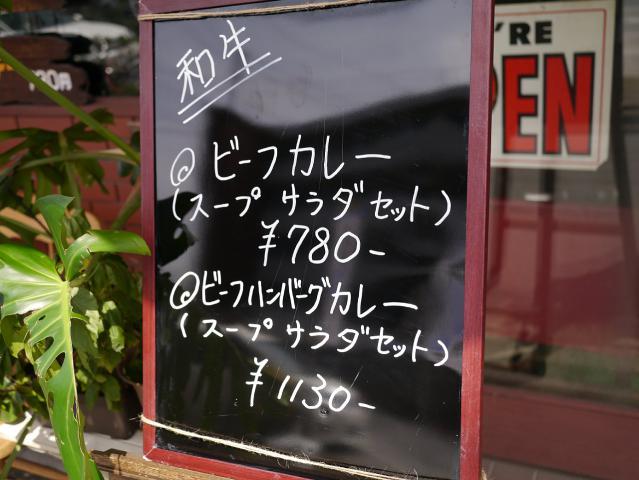 和牛
@ ビーフカレー
(スープ サラダ セット)
¥780-
@ビーフハンバーグカレー
(スープ サラダセット)
¥1130-
'RE
EN